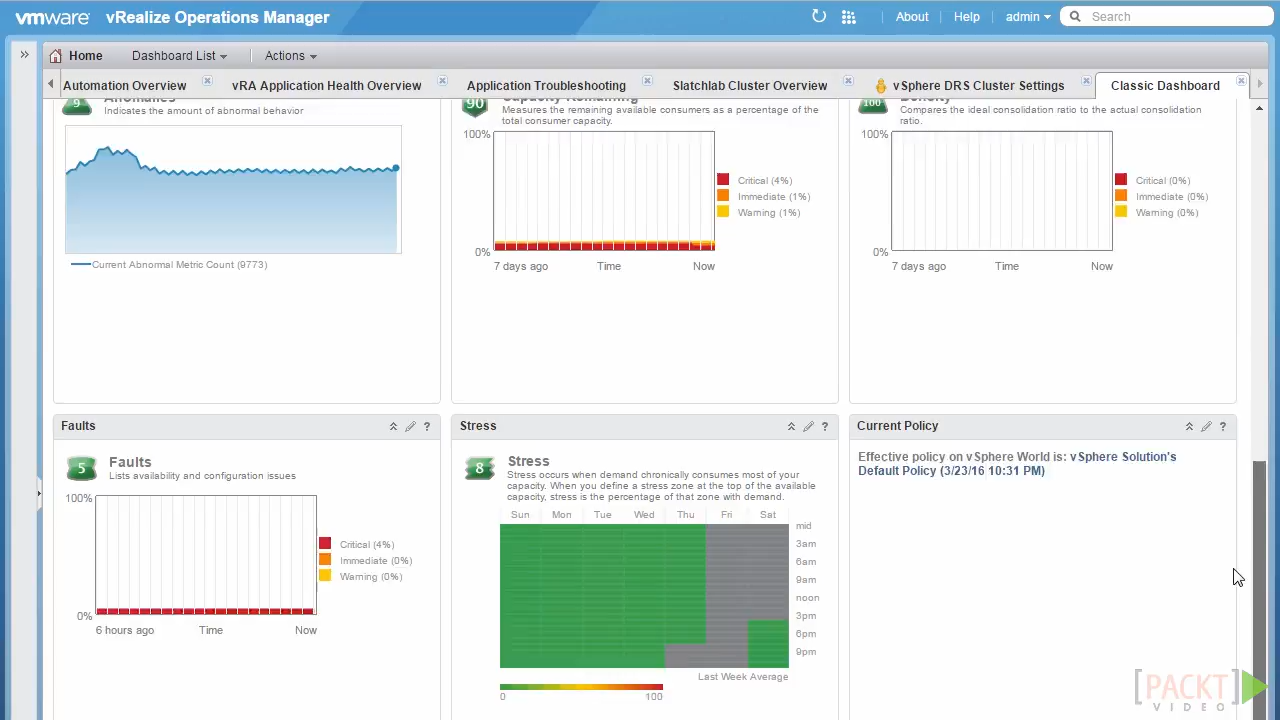 vmware vRealize Operations Manager
About Help admin Search
Home Dashboard List Actions
Automation Overview vRA Application Health Overview Application Troubleshooting Slatchlab Cluster Overview vSphere DRS Cluster Settings Classic Dashboard
9 Anomalies
Indicates the amount of abnormal behavior
Current Abnormal Metric Count (9773)
90 Capacity Remaining
Measures the remaining available consumers as a percentage of the
total consumer capacity.
100%
Critical (4%)
Immediate (1%)
Warning (1%)
0%
7 days ago Time Now
100 Density
Compares the ideal consolidation ratio to the actual consolidation
ratio.
100%
Critical (0%)
Immediate (0%)
Warning (0%)
0%
7 days ago Time Now
Faults
5 Faults
Lists availability and configuration issues
100%
Critical (4%)
Immediate (0%)
Warning (0%)
0%
6 hours ago Time Now
Stress
8 Stress
Stress occurs when demand chronically consumes most of your
capacity. When you define a stress zone at the top of the available
capacity, stress is the percentage of that zone with demand.
Sun Mon Tue Wed Thu Fri Sat
mid
3am
6am
9am
noon
3pm
6pm
9pm
Last Week Average
0 100
Current Policy
Effective policy on vSphere World is: vSphere Solution's
Default Policy (3/23/16 10:31 PM)
PACKT
VIDEO